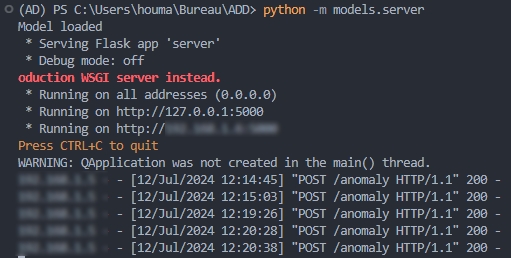 (AD) PS C:\Users\houma\Bureau\ADD> python -m models.server
Model loaded
 * Serving Flask app 'server'
 * Debug mode: off
oduction WSGI server instead.
 * Running on all addresses (0.0.0.0)
 * Running on http://127.0.0.1:5000
 * Running on http://
Press CTRL+C to quit
WARNING: QApplication was not created in the main() thread.
- - [12/Jul/2024 12:14:45] "POST /anomaly HTTP/1.1" 200 -
- - [12/Jul/2024 12:15:03] "POST /anomaly HTTP/1.1" 200 -
- - [12/Jul/2024 12:19:26] "POST /anomaly HTTP/1.1" 200 -
- - [12/Jul/2024 12:20:28] "POST /anomaly HTTP/1.1" 200 -
- - [12/Jul/2024 12:20:38] "POST /anomaly HTTP/1.1" 200 -